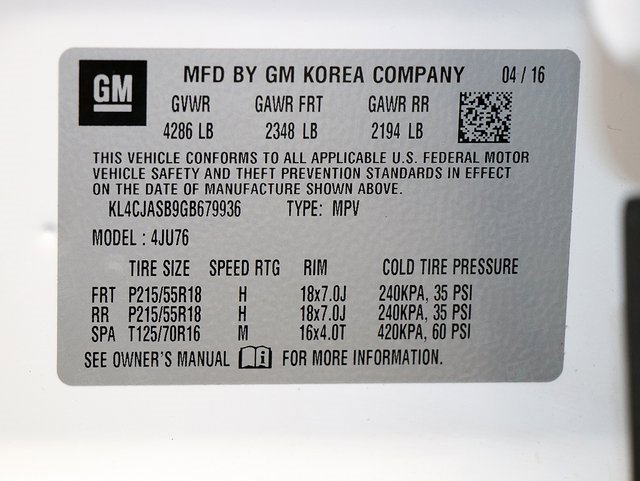 GM MFD BY GM KOREA COMPANY 04 / 16
GVWR GAWR FRT GAWR RR
4286 LB 2348 LB 2194 LB
THIS VEHICLE CONFORMS TO ALL APPLICABLE U.S. FEDERAL MOTOR
VEHICLE SAFETY AND THEFT PREVENTION STANDARDS IN EFFECT
ON THE DATE OF MANUFACTURE SHOWN ABOVE.
KL4CJASB9GB679936 TYPE: MPV
MODEL : 4JU76
TIRE SIZE SPEED RTG RIM COLD TIRE PRESSURE
FRT P215/55R18 H 18x7.0J 240KPA, 35 PSI
RR P215/55R18 H 18x7.0J 240KPA, 35 PSI
SPA T125/70R16 M 16x4.0T 420KPA, 60 PSI
SEE OWNER'S MANUAL FOR MORE INFORMATION.